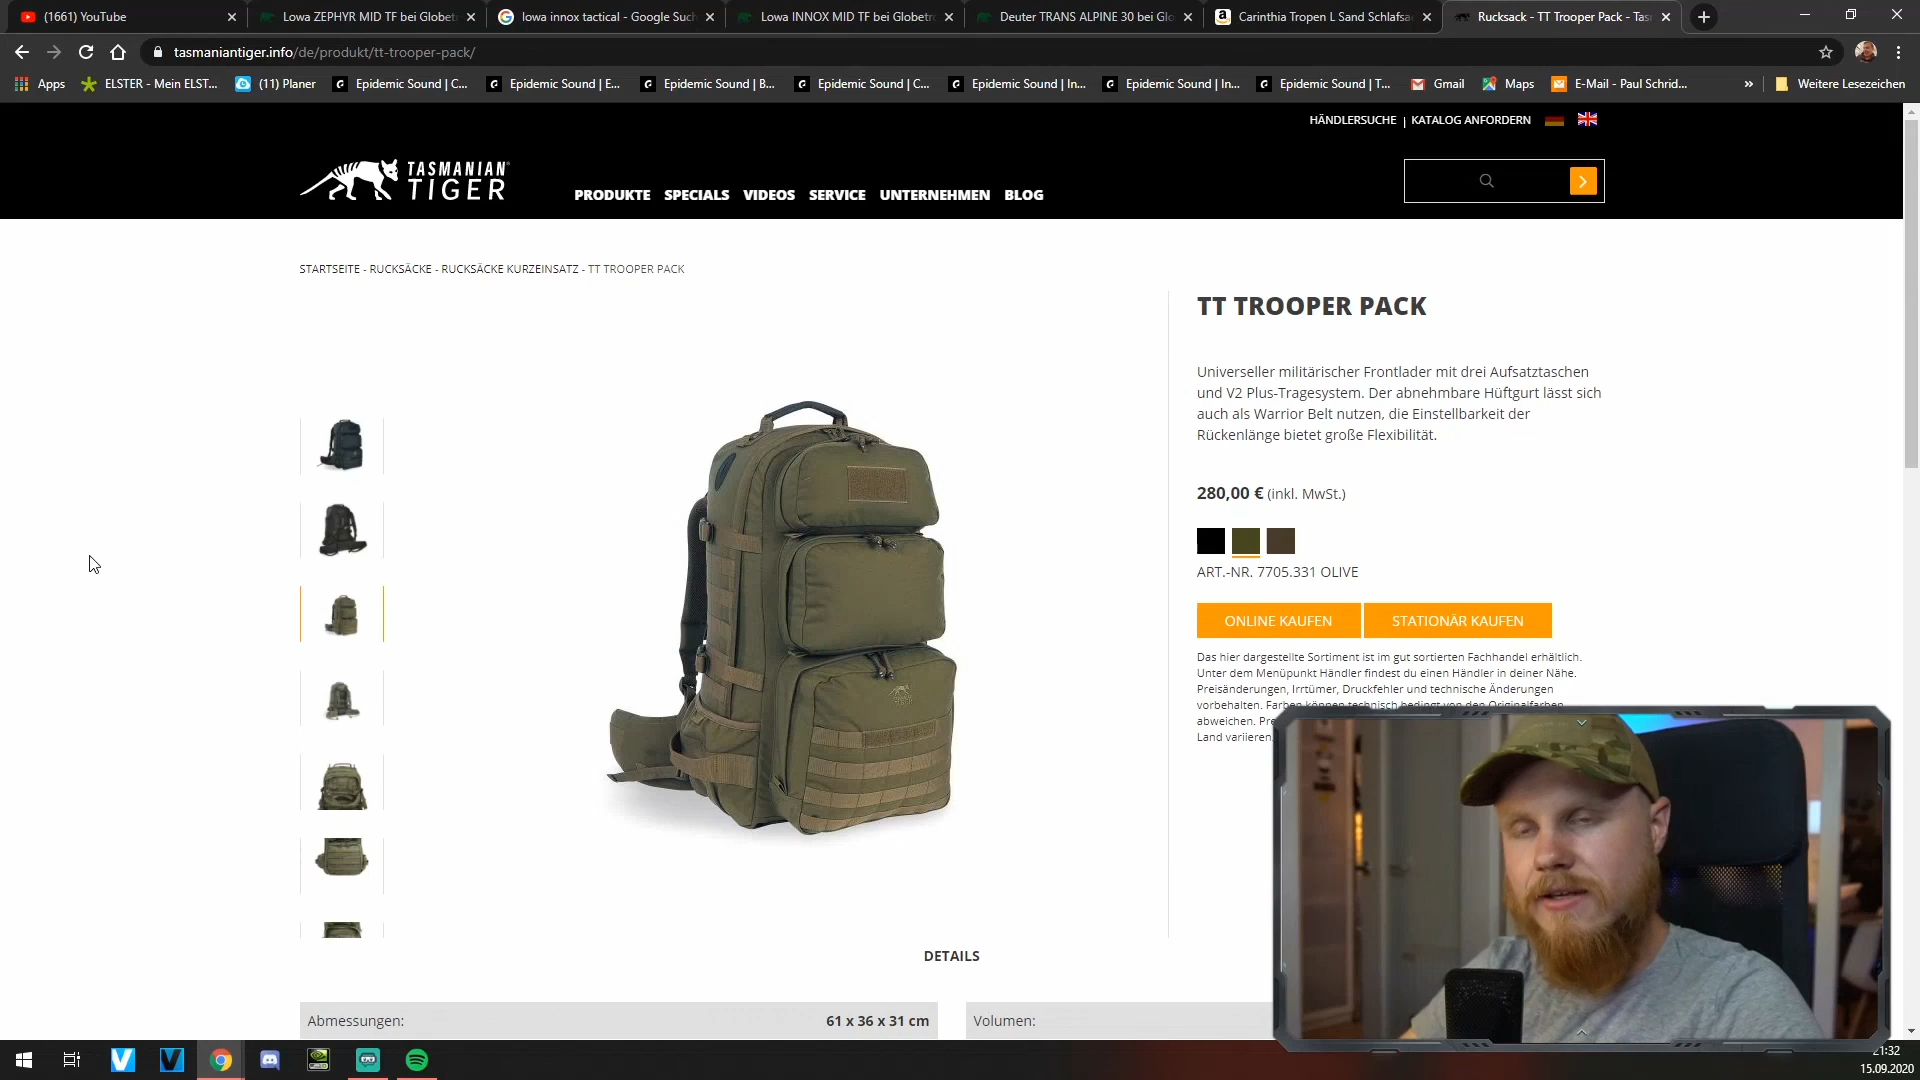 (1661) YouTube
Lowa ZEPHYR MID TF bei Globet
lowa innox tactical - Google Such
Lowa INNOX MID TF bei Globetr
Deuter TRANS ALPINE 30 bei Glo
Carinthia Tropen L Sand Schlafsa
Rucksack - TT Trooper Pack - Tas
tasmaniantiger.info/de/produkt/tt-trooper-pack/
Apps
ELSTER - Mein ELST...
(11) Planer
Epidemic Sound | C...
Epidemic Sound | E...
Epidemic Sound | B...
Epidemic Sound | C...
Epidemic Sound | In...
Epidemic Sound | In...
Epidemic Sound | T...
Gmail
Maps
E-Mail - Paul Schrid...
»
Weitere Lesezeichen
HÄNDLERSUCHE | KATALOG ANFORDERN
TASMANIAN
TIGER
PRODUKTE SPECIALS VIDEOS SERVICE UNTERNEHMEN BLOG
STARTSEITE - RUCKSÄCKE - RUCKSÄCKE KURZEINSATZ - TT TROOPER PACK
TT TROOPER PACK
Universeller militärischer Frontlader mit drei Aufsatztaschen
und V2 Plus-Tragesystem. Der abnehmbare Hüftgurt lässt sich
auch als Warrior Belt nutzen, die Einstellbarkeit der
Rückenlänge bietet große Flexibilität.
280,00 € (inkl. MwSt.)
ART.-NR. 7705.331 OLIVE
ONLINE KAUFEN
STATIONÄR KAUFEN
Das hier dargestellte Sortiment ist im gut sortierten Fachhandel erhältlich.
Unter dem Menüpunkt Händler findest du einen Händler in deiner Nähe.
Preisänderungen, Irrtümer, Druckfehler und technische Änderungen
vorbehalten. Farben können technisch bedingt von den Originalfarben
abweichen. Pre
Land variieren.
DETAILS
Abmessungen: 61 x 36 x 31 cm
Volumen:
21:32
15.09.2020